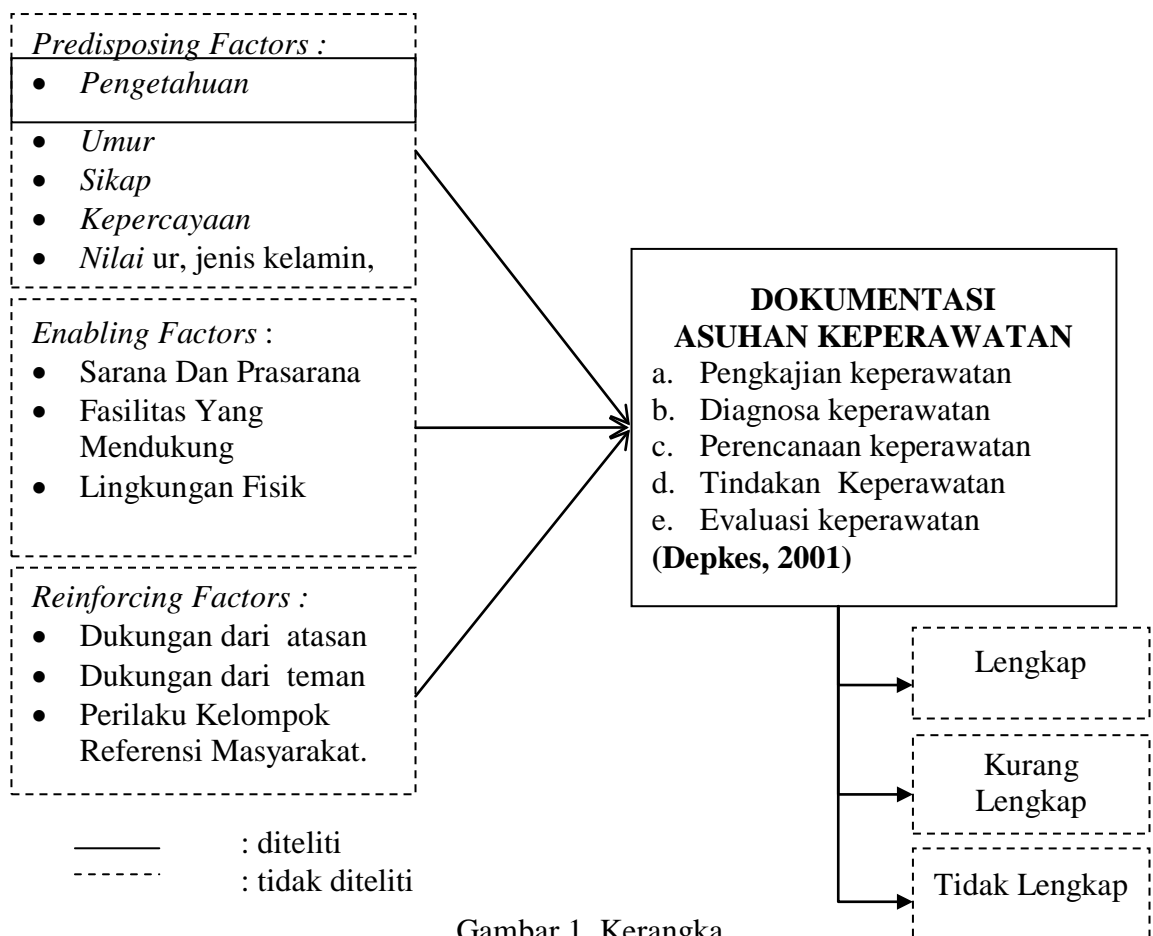 Predisposing Factors :
• Pengetahuan
• Umur
• Sikap
• Kepercayaan
• Nilai ur, jenis kelamin,
Enabling Factors :
• Sarana Dan Prasarana
• Fasilitas Yang
Mendukung
• Lingkungan Fisik
Reinforcing Factors :
• Dukungan dari atasan
• Dukungan dari teman
• Perilaku Kelompok
Referensi Masyarakat.
DOKUMENTASI
ASUHAN KEPERAWATAN
a. Pengkajian keperawatan
b. Diagnosa keperawatan
c. Perencanaan keperawatan
d. Tindakan Keperawatan
e. Evaluasi keperawatan
(Depkes, 2001)
Lengkap
Kurang
Lengkap
Tidak Lengkap
: diteliti
: tidak diteliti
Gambar 1. Kerangka